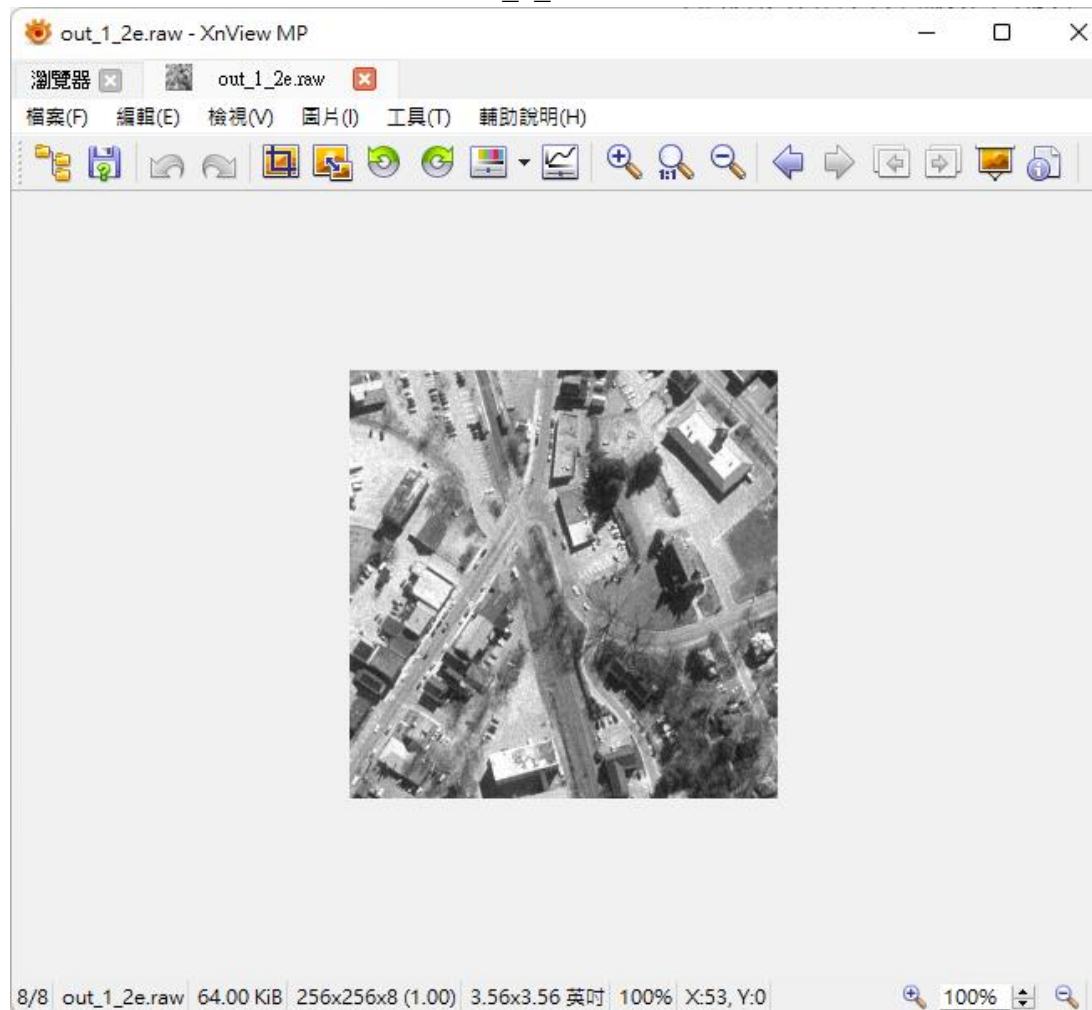 out_1_2e.raw - XnView MP
瀏覽器 out_1_2e.raw
檔案(F) 編輯(E) 檢視(V) 圖片(I) 工具(T) 輔助說明(H)
1:1
8/8 out_1_2e.raw 64.00 KiB 256x256x8 (1.00) 3.56x3.56 英吋 100% X:53, Y:0 100%